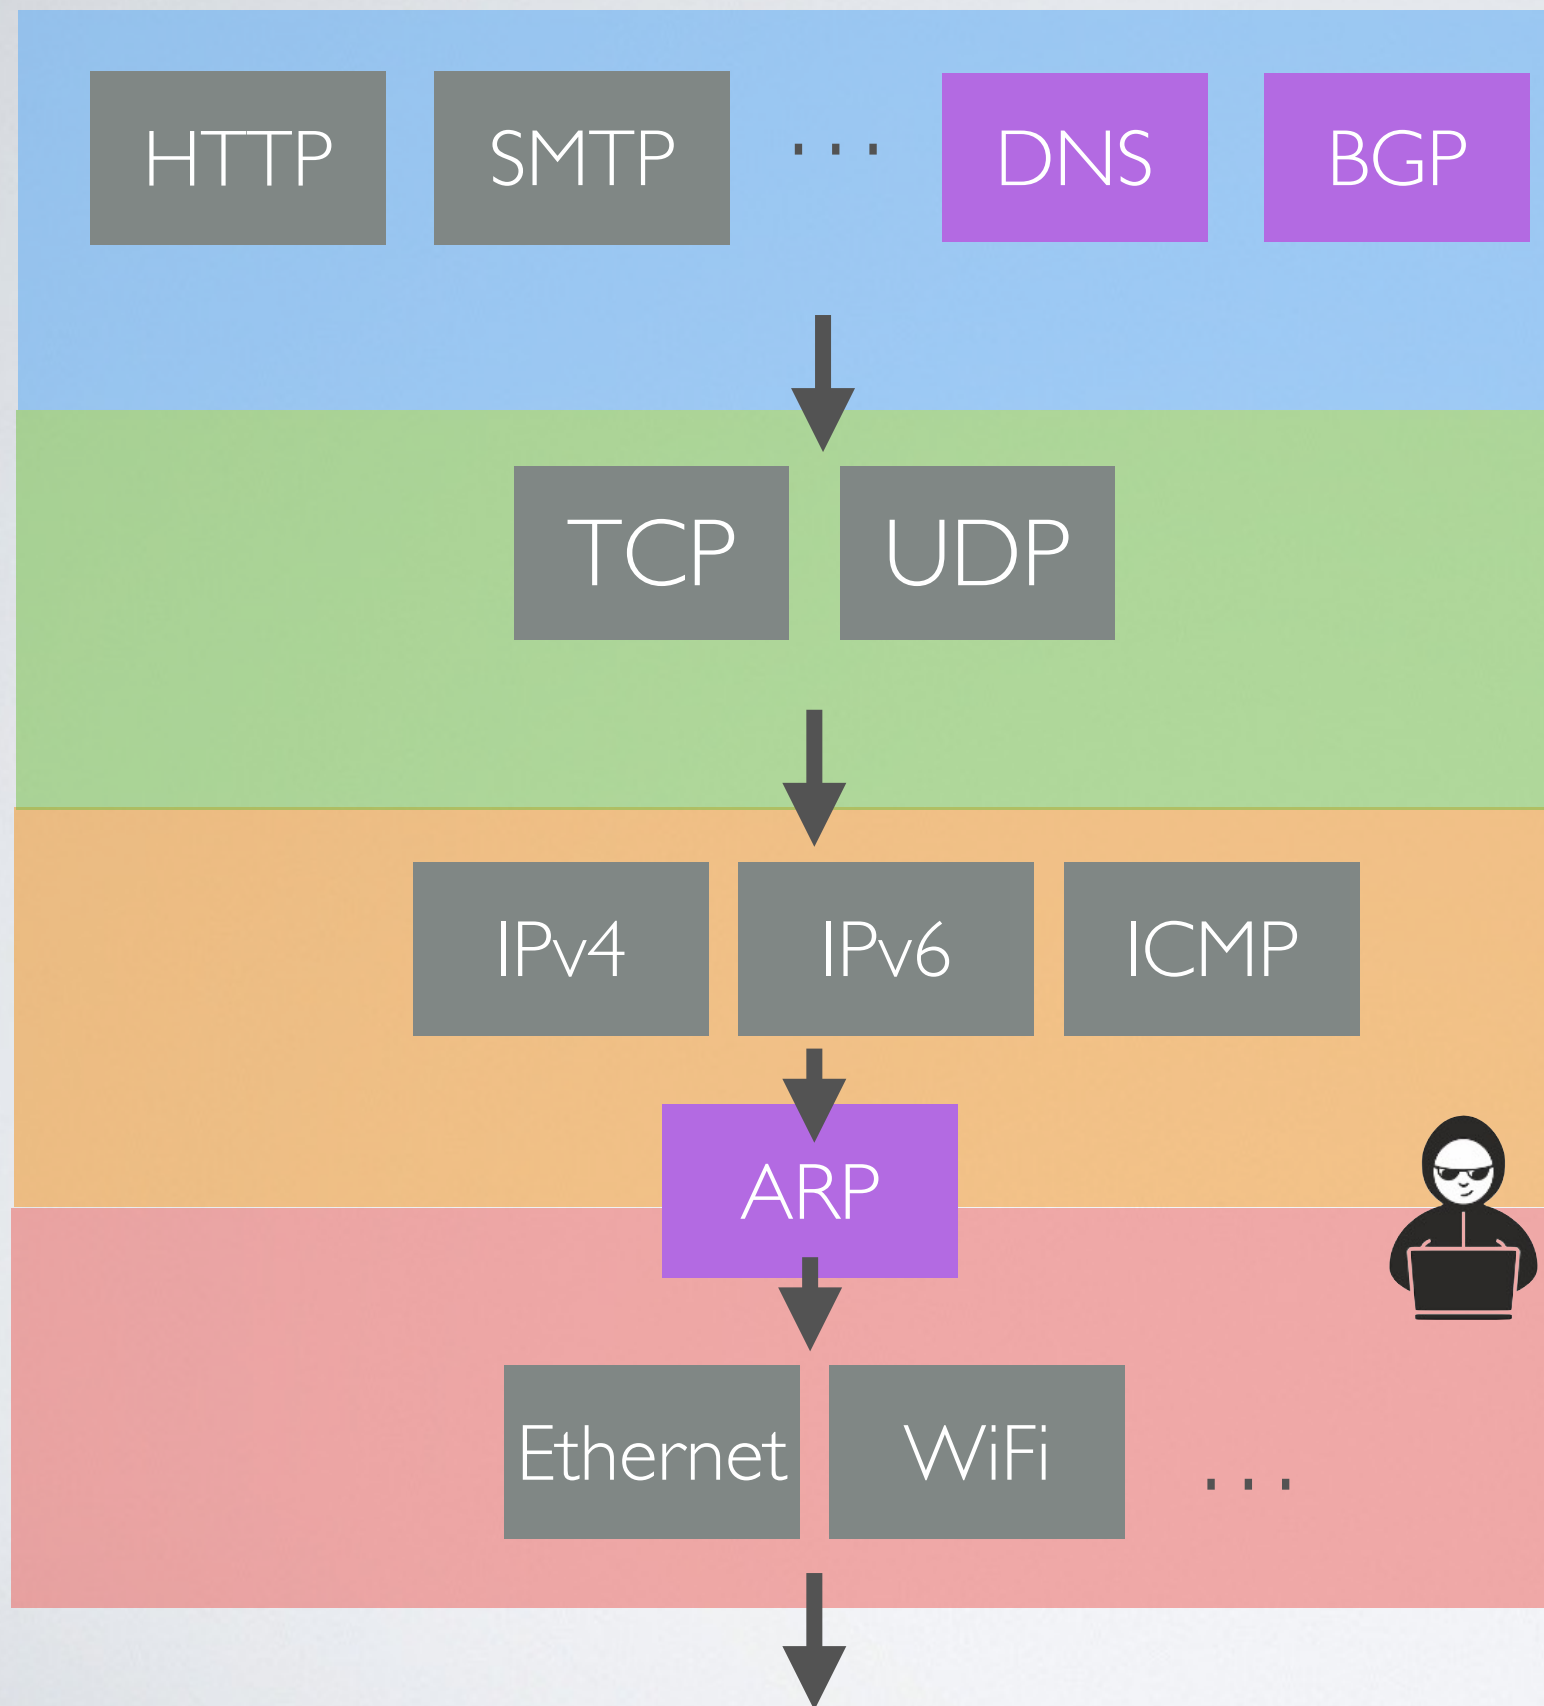 HTTP SMTP ... DNS BGP
TCP UDP
IPv4 IPv6 ICMP
ARP
Ethernet WiFi ...